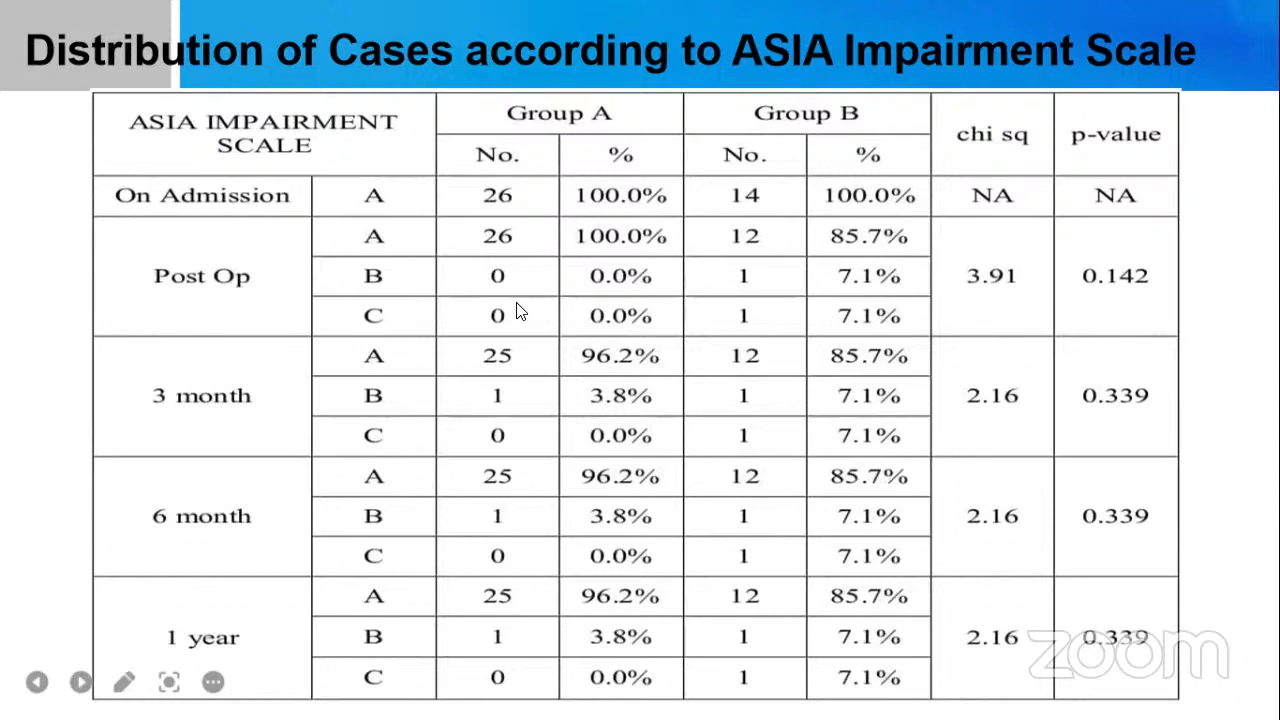 Distribution of Cases according to ASIA Impairment Scale
ASIA IMPAIRMENT SCALE Group A Group B chi sq p-value
No. % No. %
On Admission A 26 100.0% 14 100.0% NA NA
Post Op A 26 100.0% 12 85.7% 3.91 0.142
B 0 0.0% 1 7.1%
C 0 0.0% 1 7.1%
3 month A 25 96.2% 12 85.7% 2.16 0.339
B 1 3.8% 1 7.1%
C 0 0.0% 1 7.1%
6 month A 25 96.2% 12 85.7% 2.16 0.339
B 1 3.8% 1 7.1%
C 0 0.0% 1 7.1%
1 year A 25 96.2% 12 85.7% 2.16 0.339
B 1 3.8% 1 7.1%
C 0 0.0% 1 7.1%
zoom